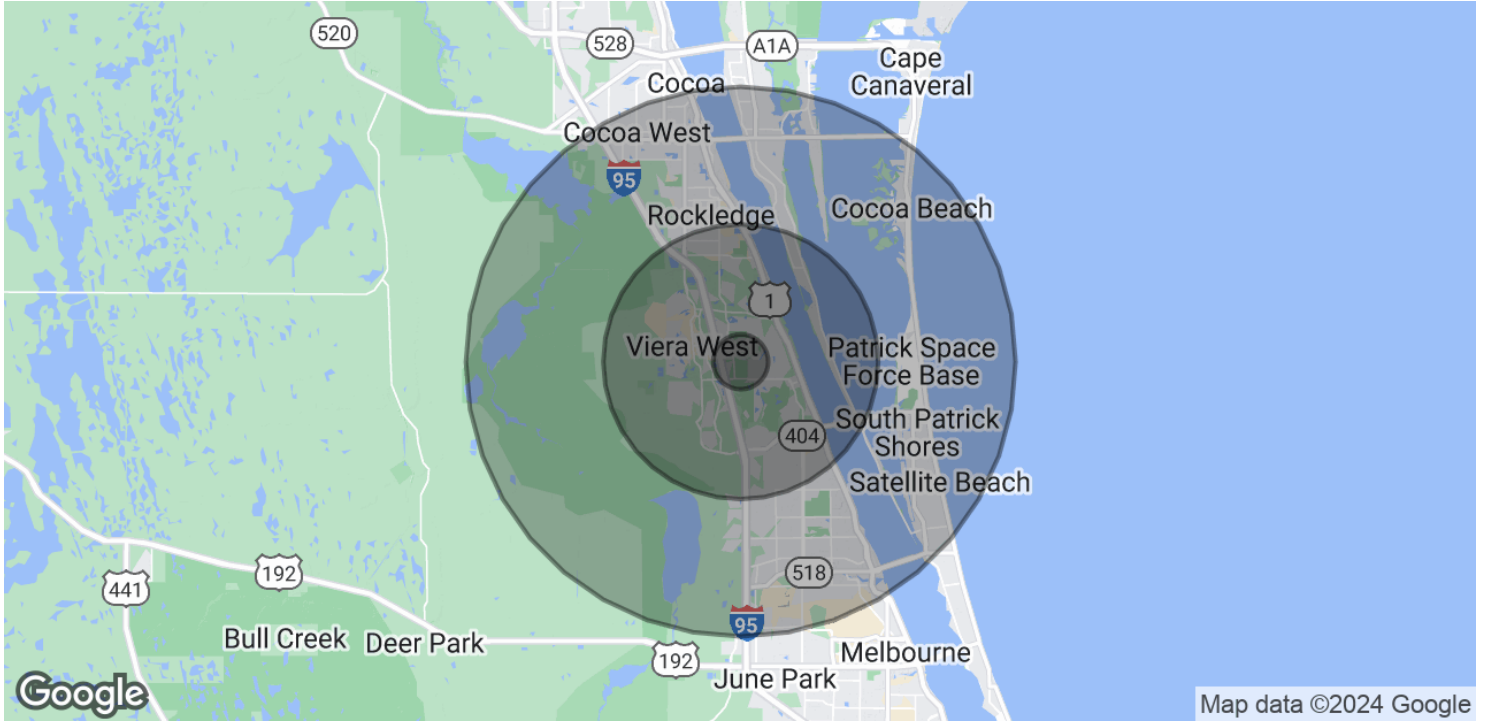 520
528
A1A
Cape
Canaveral
Cocoa
Cocoa West
95
Rockledge
Cocoa Beach
1
Viera West
Patrick Space
Force Base
404
South Patrick
Shores
Satellite Beach
518
192
441
95
Bull Creek
Deer Park
192
Melbourne
June Park
Google
Map data ©2024 Google